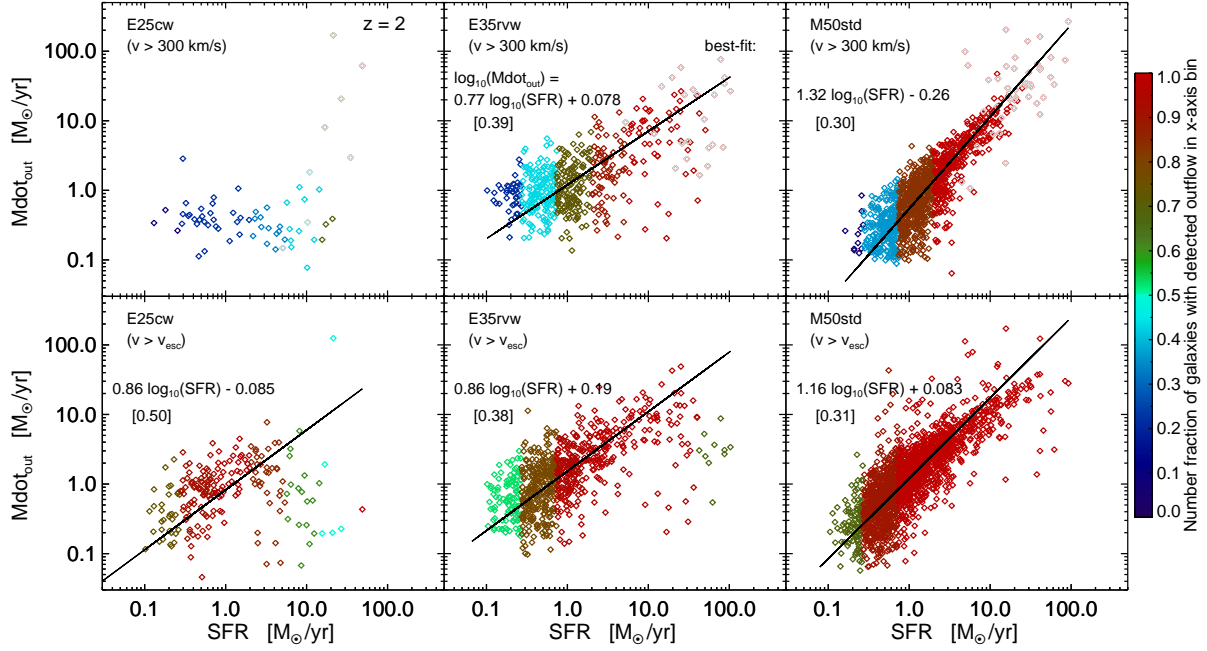 E25cw
(v > 300 km/s)
z = 2
E35rvw
(v > 300 km/s)
best-fit:
log10(Mdotout) =
0.77 log10(SFR) + 0.078
[0.39]
M50std
(v > 300 km/s)
1.32 log10(SFR) - 0.26
[0.30]
100.0
10.0
1.0
0.1
Mdotout [M⊙/yr]
E25cw
(v > vesc)
0.86 log10(SFR) - 0.085
[0.50]
E35rvw
(v > vesc)
0.86 log10(SFR) + 0.19
[0.38]
M50std
(v > vesc)
1.16 log10(SFR) + 0.083
[0.31]
100.0
10.0
1.0
0.1
Mdotout [M⊙/yr]
0.1 1.0 10.0 100.0
SFR [M⊙/yr]
0.1 1.0 10.0 100.0
SFR [M⊙/yr]
0.1 1.0 10.0 100.0
SFR [M⊙/yr]
1.0
0.9
0.8
0.7
0.6
0.5
0.4
0.3
0.2
0.1
0.0
Number fraction of galaxies with detected outflow in x-axis bin